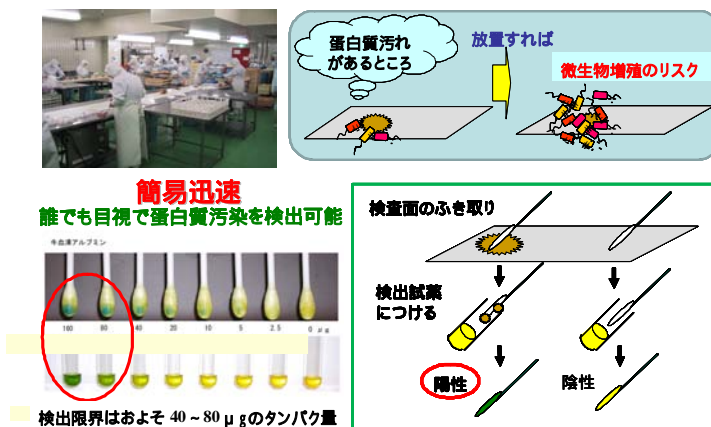 蛋白質汚れ
があるところ
放置すれば
微生物増殖のリスク
簡易迅速
誰でも目視で蛋白質汚染を検出可能
牛血清アルブミン
160 80 40 20 10 5 2.5 0 μg
検出限界はおよそ 40～80μgのタンパク量
検査面のふき取り
検出試薬
につける
陽性
陰性